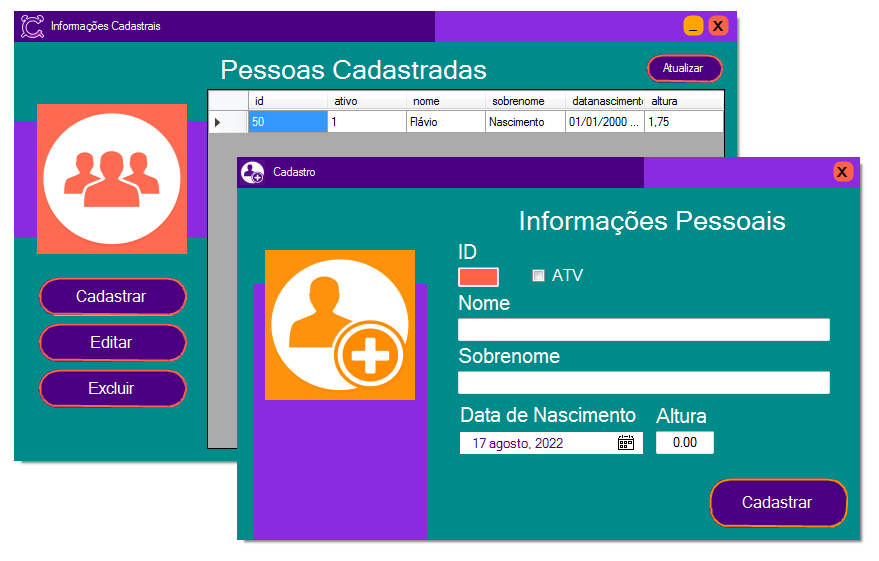 Informações Cadastrais
_ X
Pessoas Cadastradas
Atualizar
id ativo nome sobrenome datanascimento altura
50 1 Flávio Nascimento 01/01/2000 ... 1,75
Cadastrar
Editar
Excluir
Cadastro
X
Informações Pessoais
ID
ATV
Nome
Sobrenome
Data de Nascimento Altura
17 agosto, 2022 0.00
Cadastrar